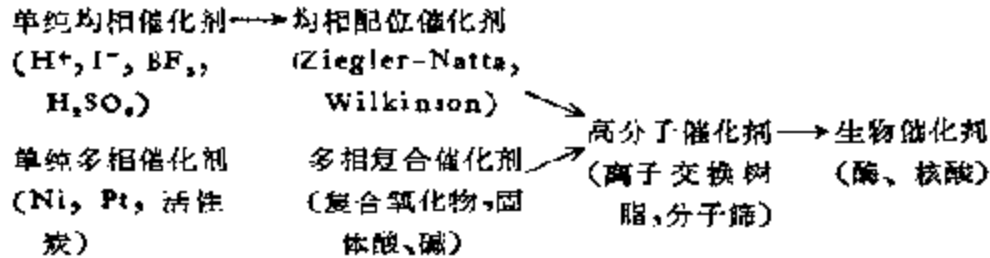 单纯均相催化剂→均相配位催化剂
(H⁺, I⁻, BF₃, (Ziegler-Natta,
H₂SO₄) Wilkinson)
高分子催化剂→生物催化剂
单纯多相催化剂 多相复合催化剂
(离子交换树 (酶、核酸)
(Ni, Pt, 活性 (复合氧化物,固
脂,分子筛)
炭) 体酸、碱)